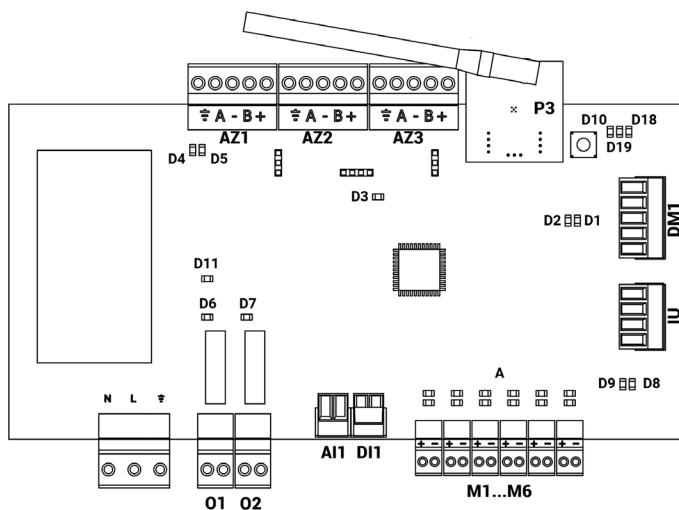 P3
⏚ A - B +
⏚ A - B +
⏚ A - B +
AZ1
AZ2
AZ3
D10
D18
D19
D4
D5
D3
DM1
D2
D1
D11
D6
D7
IU
A
D9
D8
N
L
⏚
+ - + - + - + - + - + -
AI1
DI1
M1...M6
O1
O2